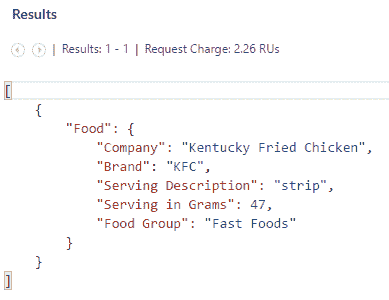 Results
Results: 1 - 1 | Request Charge: 2.26 RUs
[
    {
        "Food": {
            "Company": "Kentucky Fried Chicken",
            "Brand": "KFC",
            "Serving Description": "strip",
            "Serving in Grams": 47,
            "Food Group": "Fast Foods"
        }
    }
]